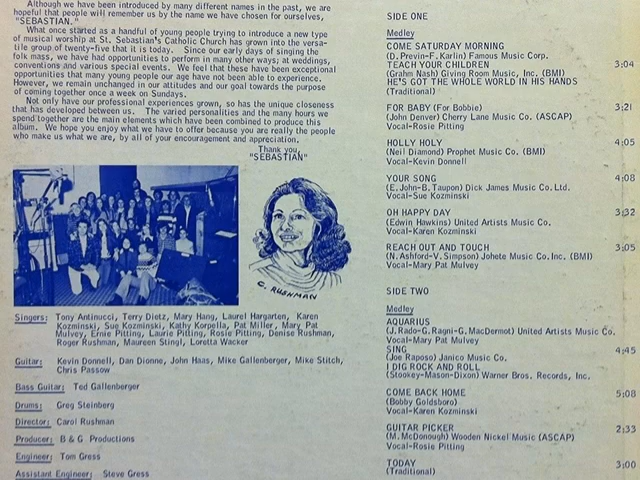 Although we have been introduced by many different names in the past, we are
hopeful that people will remember us by the name we have chosen for ourselves,
"SEBASTIAN."
What once started as a handful of young people trying to introduce a new
type of musical worship at St. Sebastian's Catholic Church has grown into the versa-
tile group of twenty-five that it is today. Since our early days of singing the
folk mass, we have had opportunities to perform in many other ways; at weddings,
conventions and various special events. We feel that these have been exceptional
opportunities that many young people our age have not been able to experience.
However, we remain unchanged in our attitudes and our goal towards the purpose
of coming together once a week on Sundays.
Not only have our professional experiences grown, so has the unique closeness
that has developed between us. The varied personalities and the many hours we
spend together are the main elements which have been combined to produce this
album. We hope you enjoy what we have to offer because you are really the people
who make us what we are, by all of your encouragement and appreciation.
Thank you,
"SEBASTIAN"
C. RUSHMAN
Singers: Tony Antinucci, Terry Dietz, Mary Hang, Laurel Hargarten, Karen
Kozminski, Sue Kozminski, Kathy Korpella, Pat Miller, Mary Pat
Mulvey, Ernie Pitting, Laurie Pitting, Rosie Pitting, Denise Rushman,
Roger Rushman, Maureen Stingl, Loretta Wacker
Guitar: Kevin Donnell, Dan Dionne, John Haas, Mike Gallenberger, Mike Stitch,
Chris Passow
Bass Guitar: Ted Gallenberger
Drums: Greg Steinberg
Director: Carol Rushman
Producer: B & G Productions
Engineer: Tom Gress
Assistant Engineer: Steve Gress
SIDE ONE
Medley
COME SATURDAY MORNING
(D. Previn-F. Karlin) Famous Music Corp.
TEACH YOUR CHILDREN 3:04
(Grahm Nash) Giving Room Music, Inc. (BMI)
HE'S GOT THE WHOLE WORLD IN HIS HANDS
(Traditional)
FOR BABY (For Bobbie) 3:21
(John Denver) Cherry Lane Music Co. (ASCAP)
Vocal-Rosie Pitting
HOLLY HOLY 4:05
(Neil Diamond) Prophet Music Co. (BMI)
Vocal-Kevin Donnell
YOUR SONG 4:08
(E. John-B. Taupon) Dick James Music Co. Ltd.
Vocal-Sue Kozminski
OH HAPPY DAY 3:32
(Edwin Hawkins) United Artists Music Co.
Vocal-Karen Kozminski
REACH OUT AND TOUCH 3:05
(N. Ashford-V. Simpson) Johete Music Co. Inc. (BMI)
Vocal-Mary Pat Mulvey
SIDE TWO
Medley
AQUARIUS
(J. Rado-G. Ragni-G. MacDermot) United Artists Music Co.
Vocal-Mary Pat Mulvey
SING 4:45
(Joe Raposo) Janico Music Co.
I DIG ROCK AND ROLL
(Stookey-Mason-Dixon) Warner Bros. Records, Inc.
COME BACK HOME 5:08
(Bobby Goldsboro)
Vocal-Karen Kozminski
GUITAR PICKER 2:33
(M. McDonough) Wooden Nickel Music (ASCAP)
Vocal-Rosie Pitting
TODAY 3:00
(Traditional)